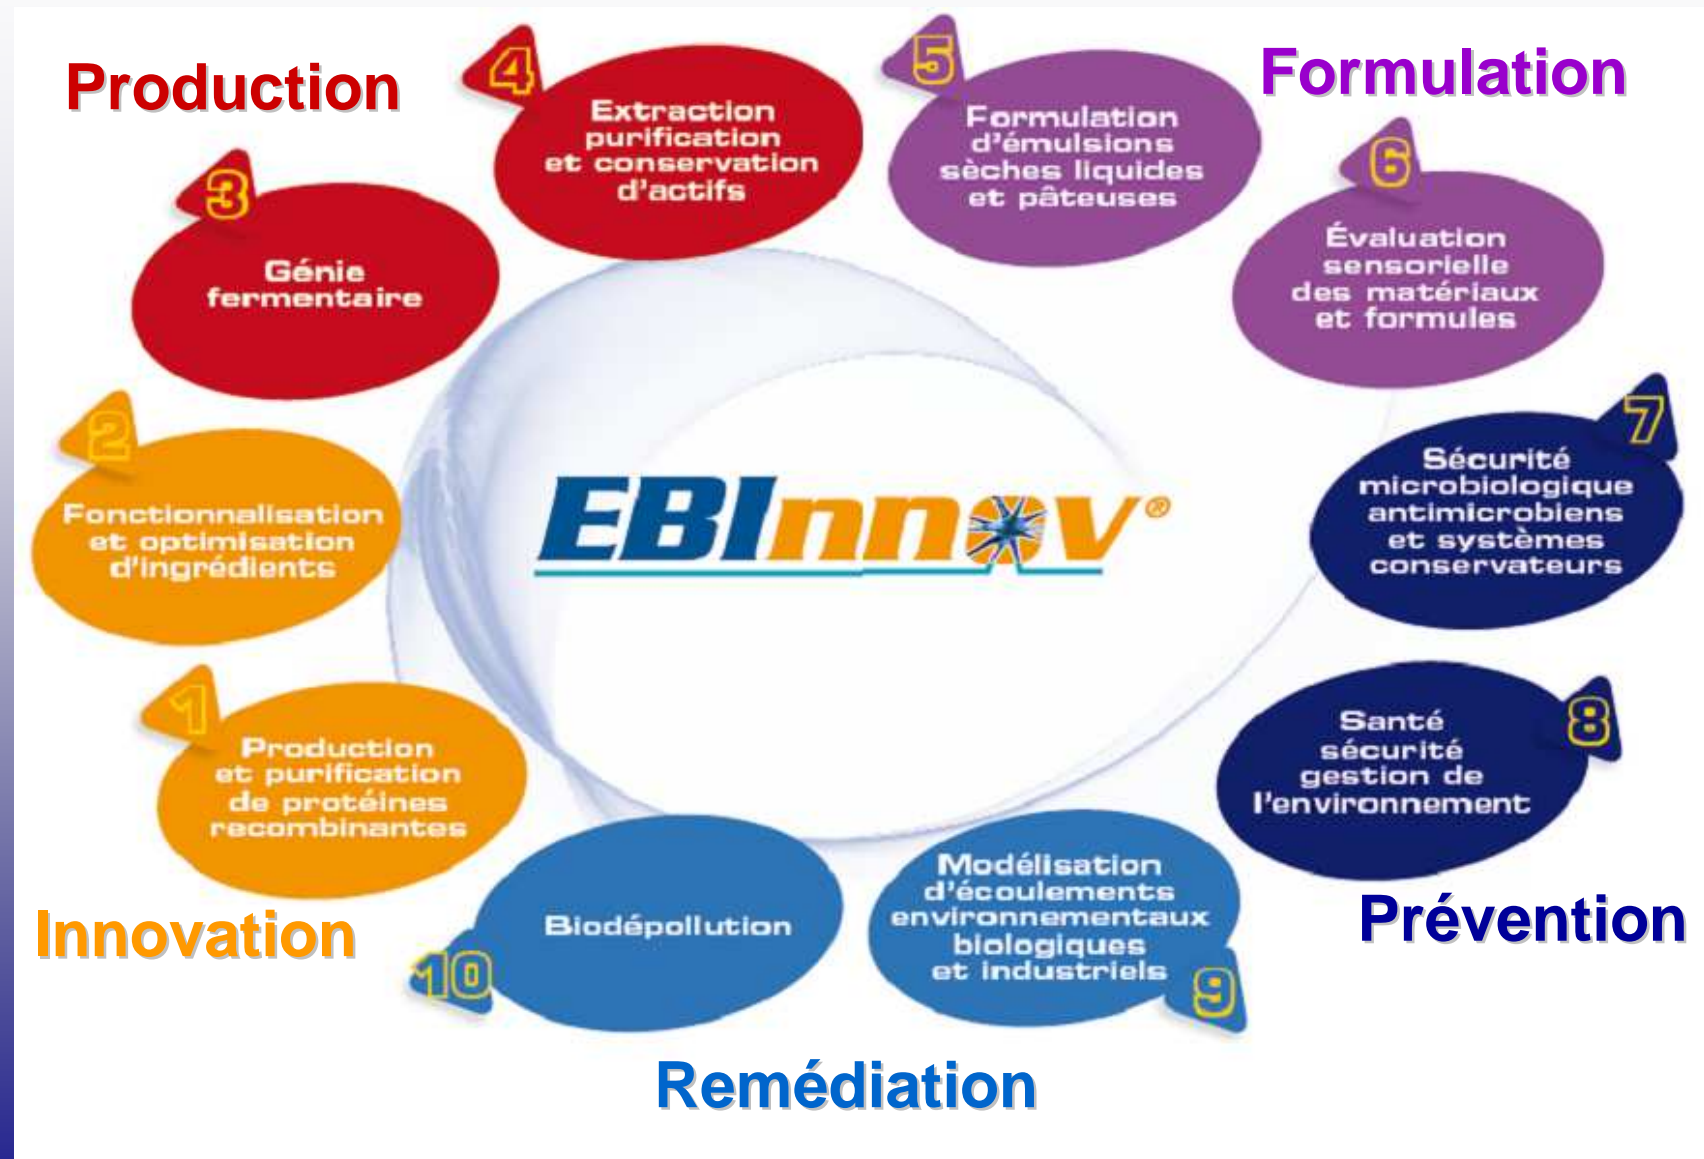 Production
Formulation
4
Extraction
purification
et conservation
d'actifs
5
Formulation
d'émulsions
sèches liquides
et pâteuses
3
Génie
fermentaire
6
Évaluation
sensorielle
des matériaux
et formules
2
Fonctionnalisation
et optimisation
d'ingrédients
EBInnov®
7
Sécurité
microbiologique
antimicrobiens
et systèmes
conservateurs
1
Production
et purification
de protéines
recombinantes
8
Santé
sécurité
gestion de
l'environnement
Innovation
10
Biodépollution
9
Modélisation
d'écoulements
environnementaux
biologiques
et industriels
Prévention
Remédiation